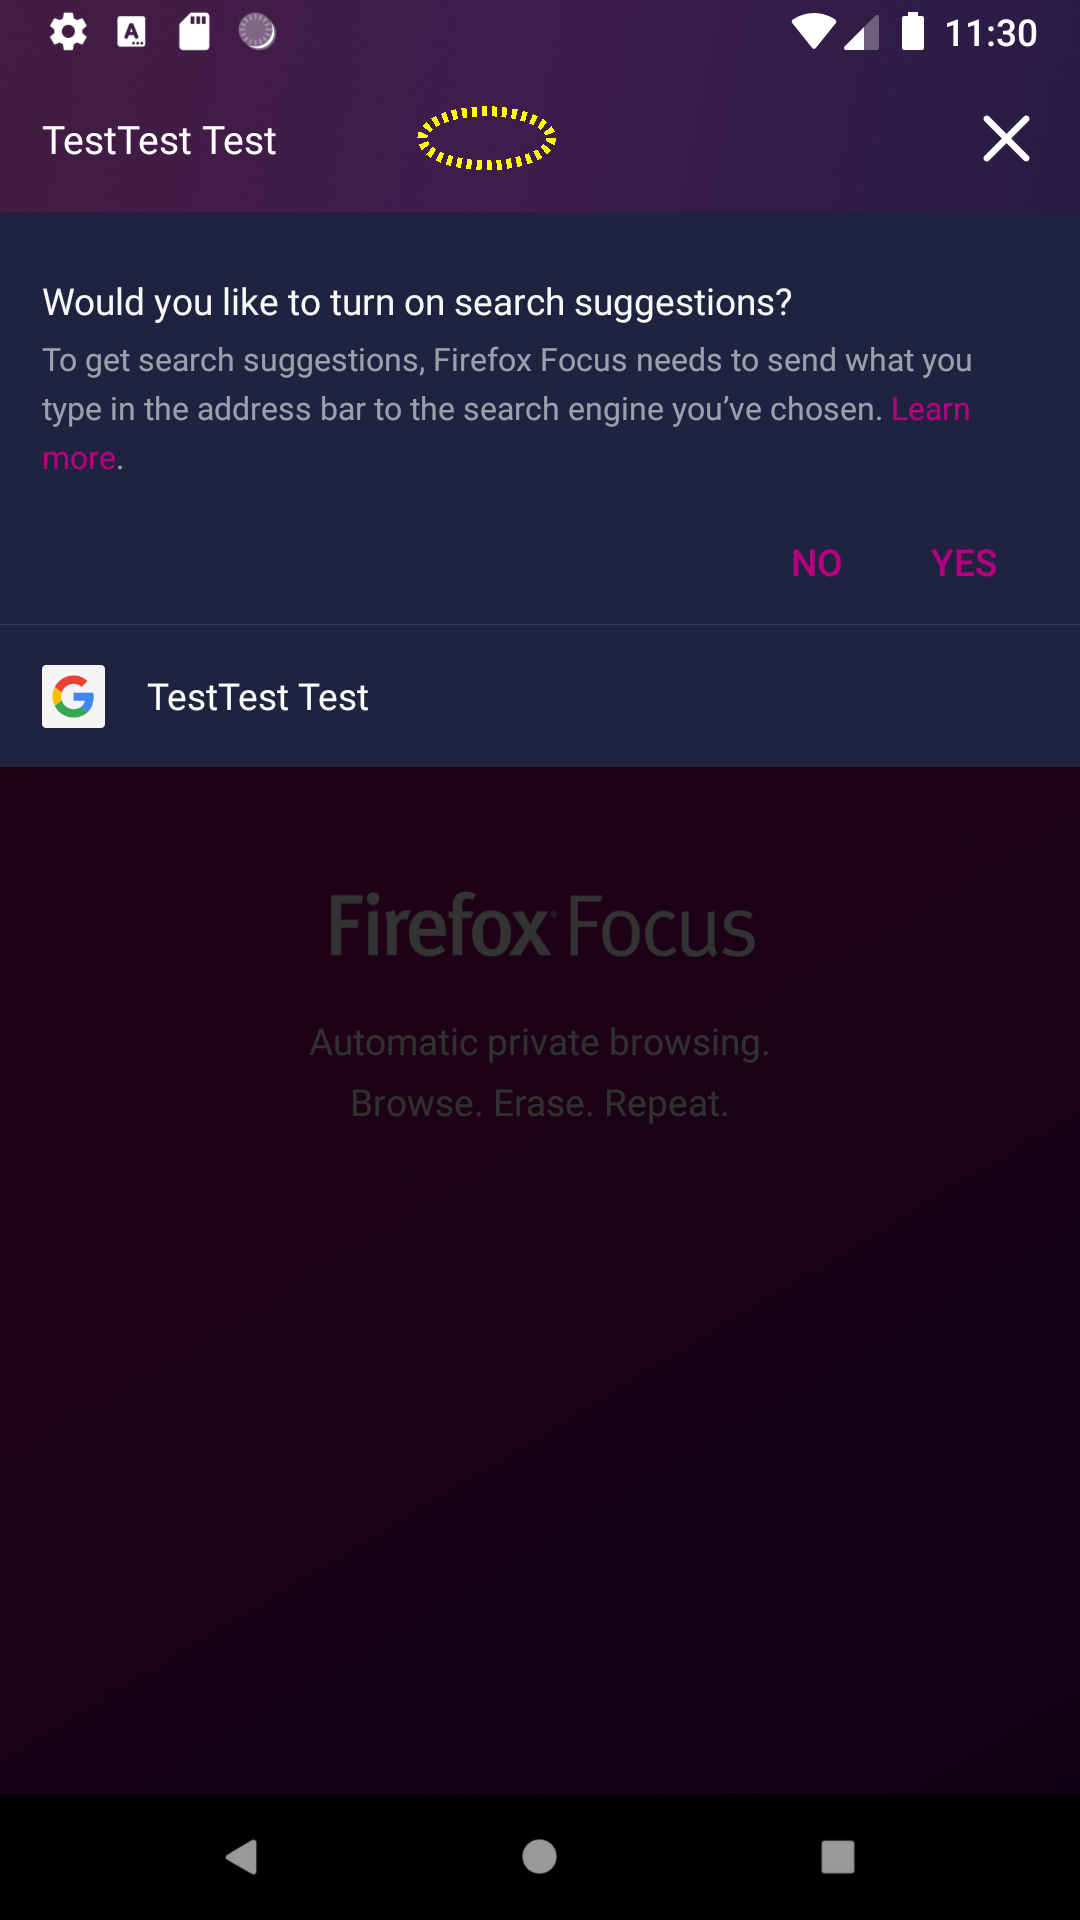 11:30
TestTest Test
Would you like to turn on search suggestions?
To get search suggestions, Firefox Focus needs to send what you
type in the address bar to the search engine you’ve chosen. Learn
more.
NO YES
TestTest Test
Firefox Focus
Automatic private browsing.
Browse. Erase. Repeat.